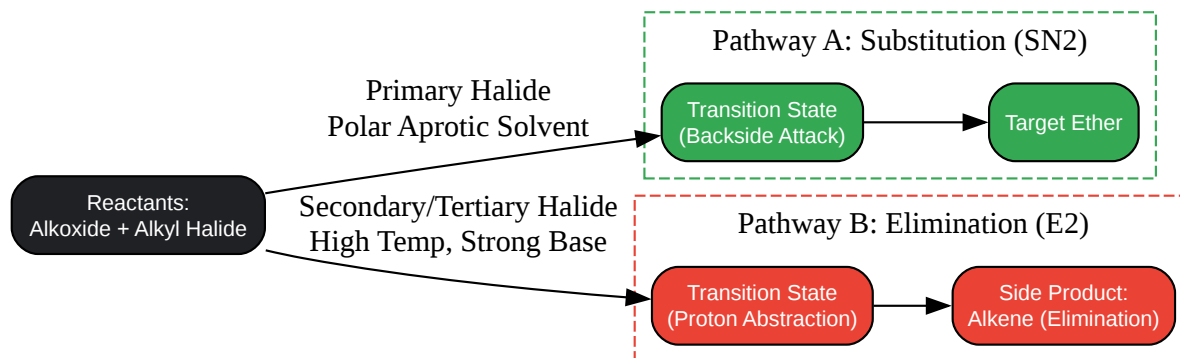 Pathway A: Substitution (SN2)
Primary Halide
Polar Aprotic Solvent
Transition State
(Backside Attack)
Target Ether
Reactants:
Alkoxide + Alkyl Halide
Secondary/Tertiary Halide
High Temp, Strong Base
Pathway B: Elimination (E2)
Transition State
(Proton Abstraction)
Side Product:
Alkene (Elimination)